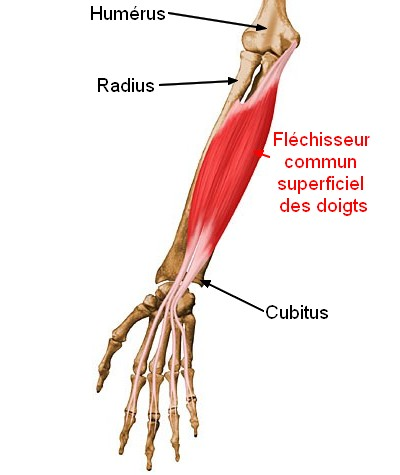 Humérus
Radius
Fléchisseur
commun
superficiel
des doigts
Cubitus